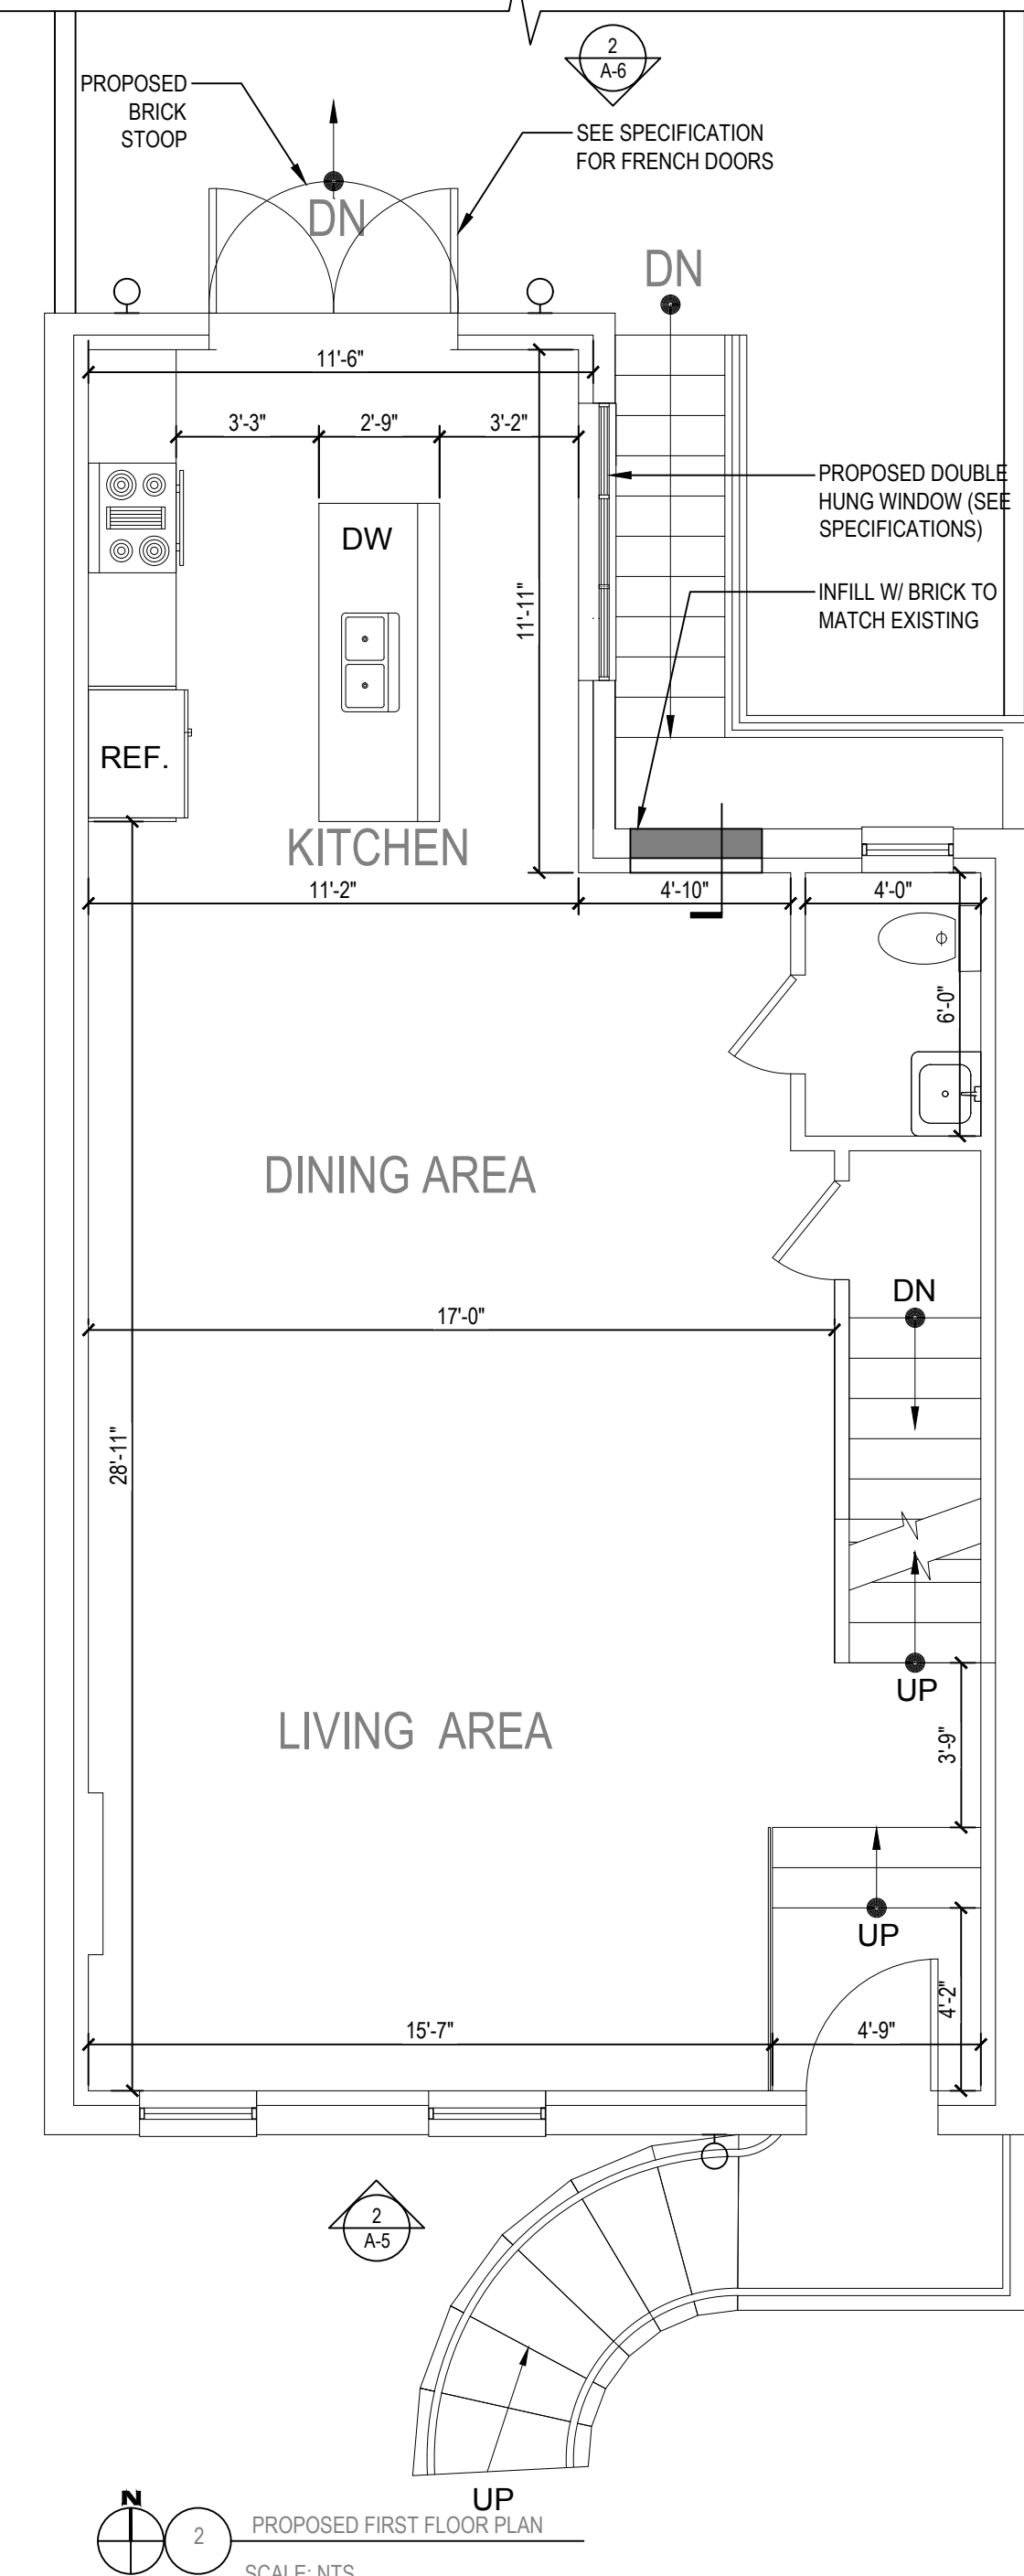 2
A-6
PROPOSED
BRICK
STOOP
SEE SPECIFICATION
FOR FRENCH DOORS
DN
DN
11'-6"
3'-3"
2'-9"
3'-2"
PROPOSED DOUBLE
HUNG WINDOW (SEE
SPECIFICATIONS)
DW
11'-11"
INFILL W/ BRICK TO
MATCH EXISTING
REF.
KITCHEN
11'-2"
4'-10"
4'-0"
6'-0"
DINING AREA
DN
17'-0"
28'-11"
UP
LIVING AREA
3'-9"
UP
4'-2"
15'-7"
4'-9"
2
A-5
UP
N
2
PROPOSED FIRST FLOOR PLAN
SCALE: NTS